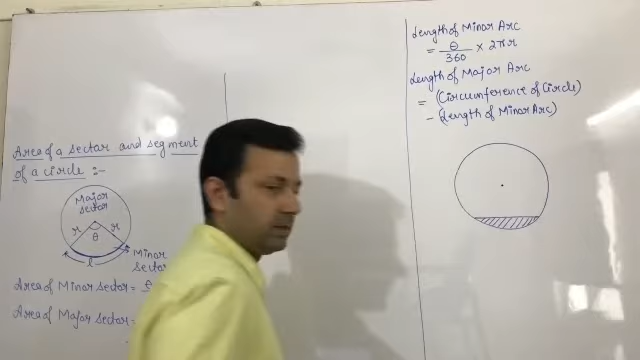 Area of a sector and segment
of a circle :-
Major
sector
r
r
θ
l
Minor
Sector
Area of Minor sector = θ
Area of Major sector =
Length of Minor Arc
= θ/360 × 2πr
Length of Major Arc
= (Circumference of Circle)
- (Length of Minor Arc)